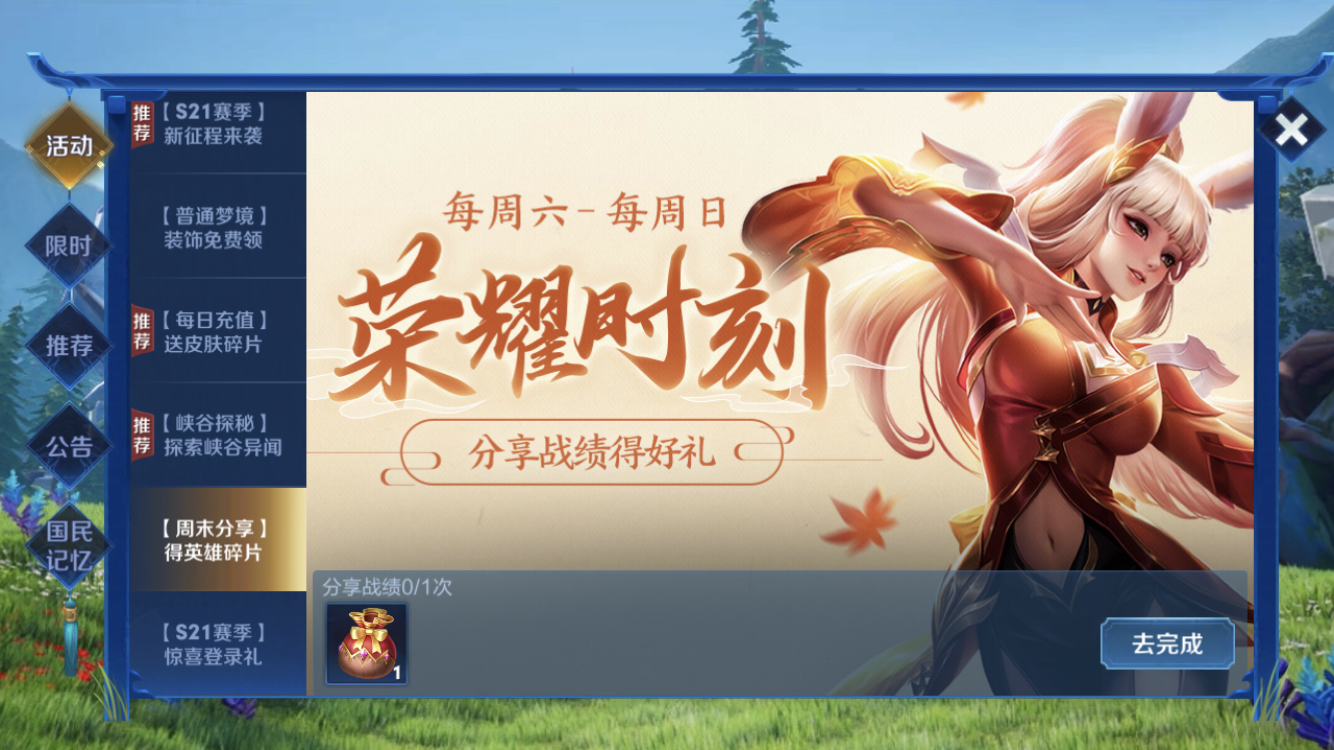 活动
限时
推荐
公告
国民
记忆
推荐
【S21赛季】
新征程来袭
【普通梦境】
装饰免费领
推荐
【每日充值】
送皮肤碎片
推荐
【峡谷探秘】
探索峡谷异闻
【周末分享】
得英雄碎片
【S21赛季】
惊喜登录礼
每周六-每周日
荣耀时刻
分享战绩得好礼
分享战绩0/1次
1
去完成